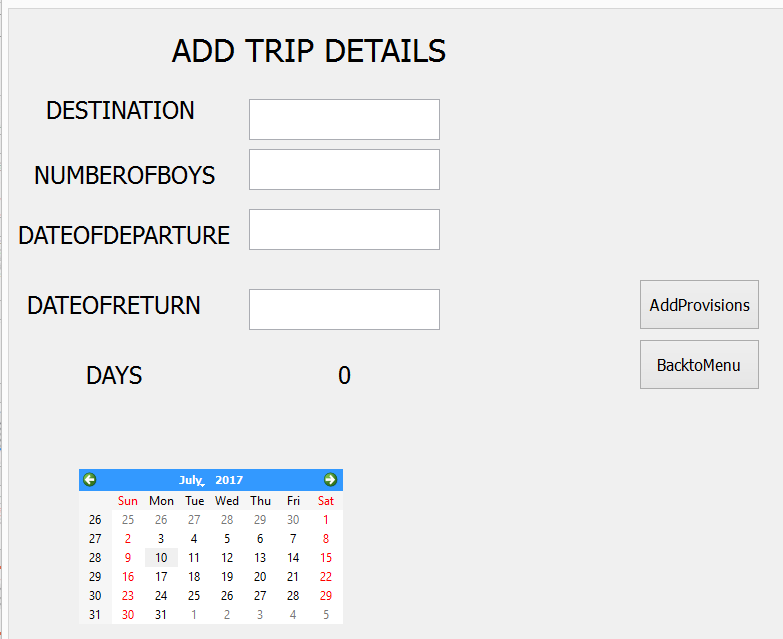 ADD TRIP DETAILS
DESTINATION
NUMBEROFBOYS
DATEOFDEPARTURE
DATEOFRETURN
AddProvisions
DAYS 0
BacktoMenu
July, 2017
Sun Mon Tue Wed Thu Fri Sat
26 25 26 27 28 29 30 1
27 2 3 4 5 6 7 8
28 9 10 11 12 13 14 15
29 16 17 18 19 20 21 22
30 23 24 25 26 27 28 29
31 30 31 1 2 3 4 5